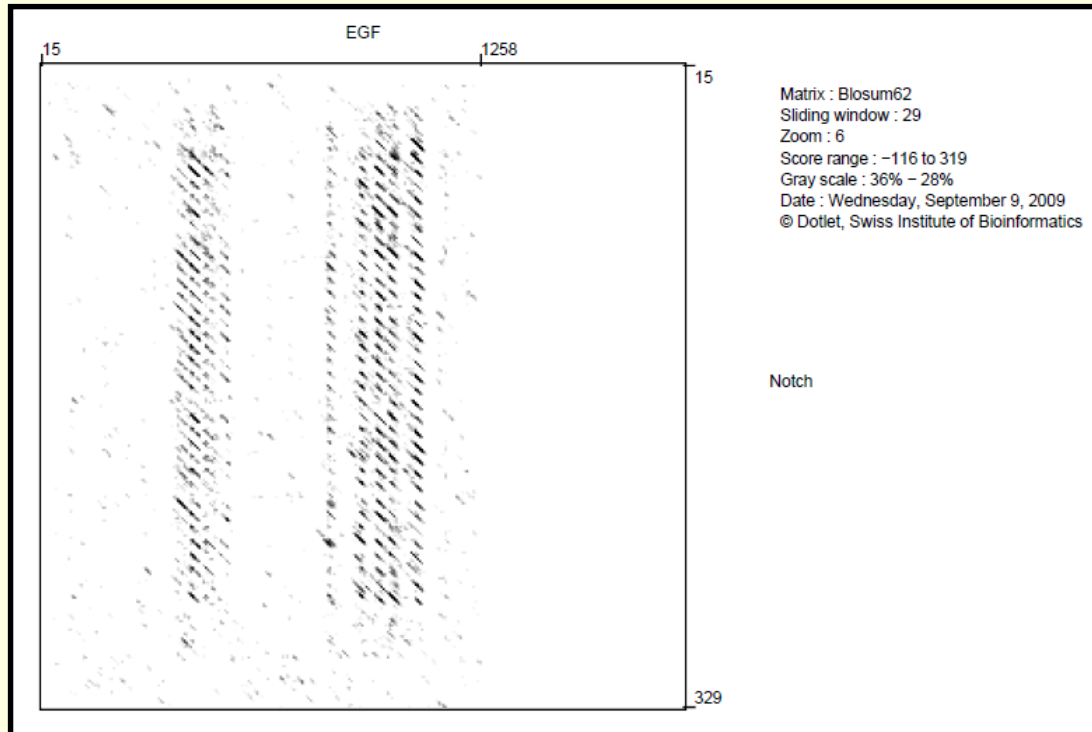 EGF
15
1258
15
Matrix : Blosum62
Sliding window : 29
Zoom : 6
Score range : −116 to 319
Gray scale : 36% − 28%
Date : Wednesday, September 9, 2009
© Dotlet, Swiss Institute of Bioinformatics
Notch
329